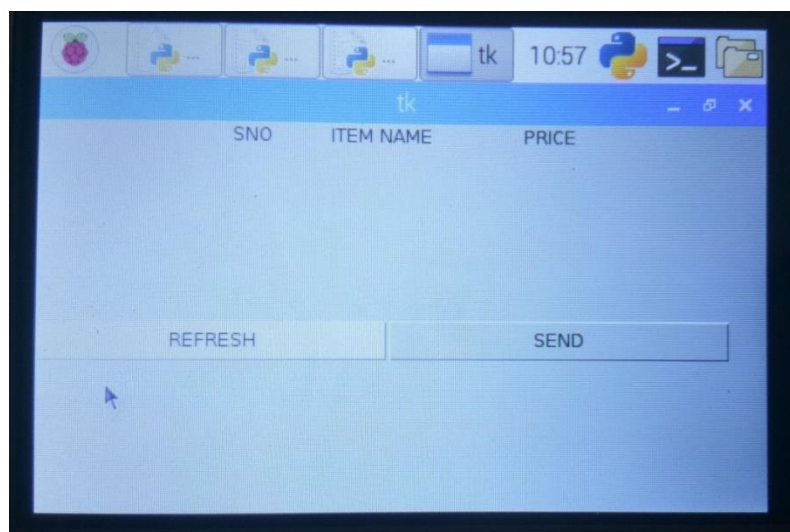 ... ... ... tk 10:57 >_
tk
SNO ITEM NAME PRICE
REFRESH SEND